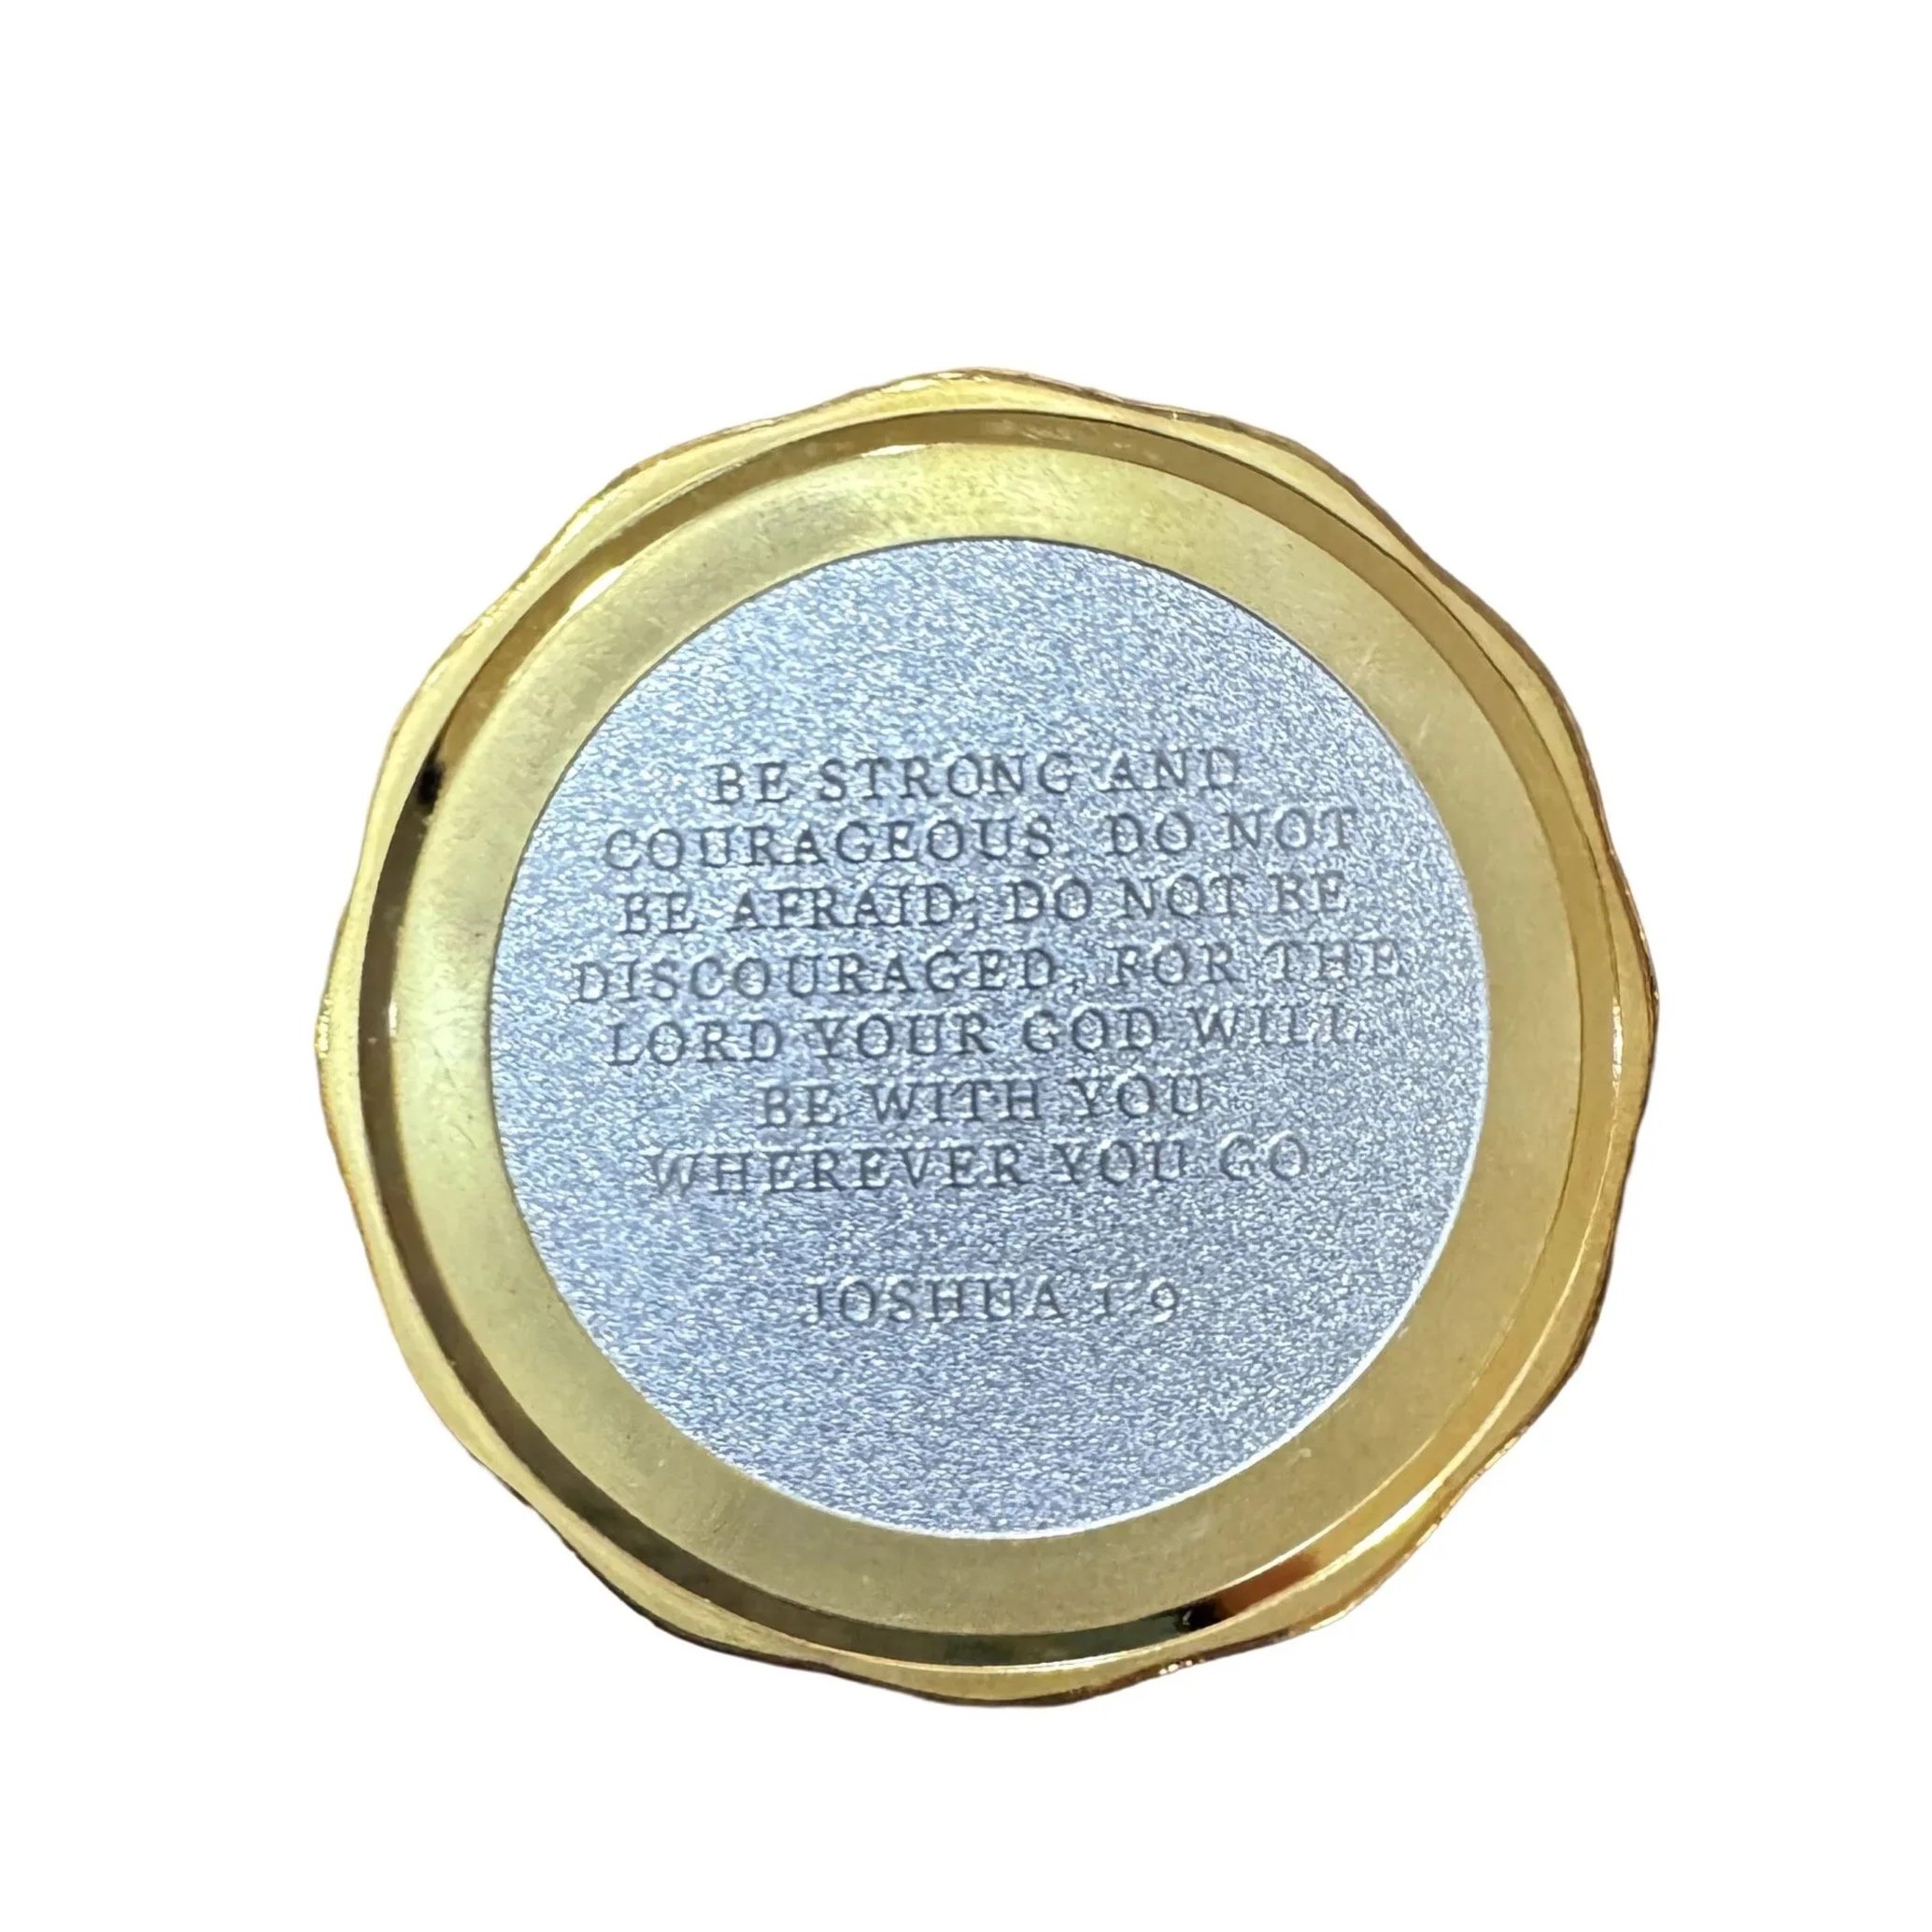 BE STRONG AND
COURAGEOUS. DO NOT
BE AFRAID; DO NOT BE
DISCOURAGED, FOR THE
LORD YOUR GOD WILL
BE WITH YOU
WHEREVER YOU GO
JOSHUA 1:9